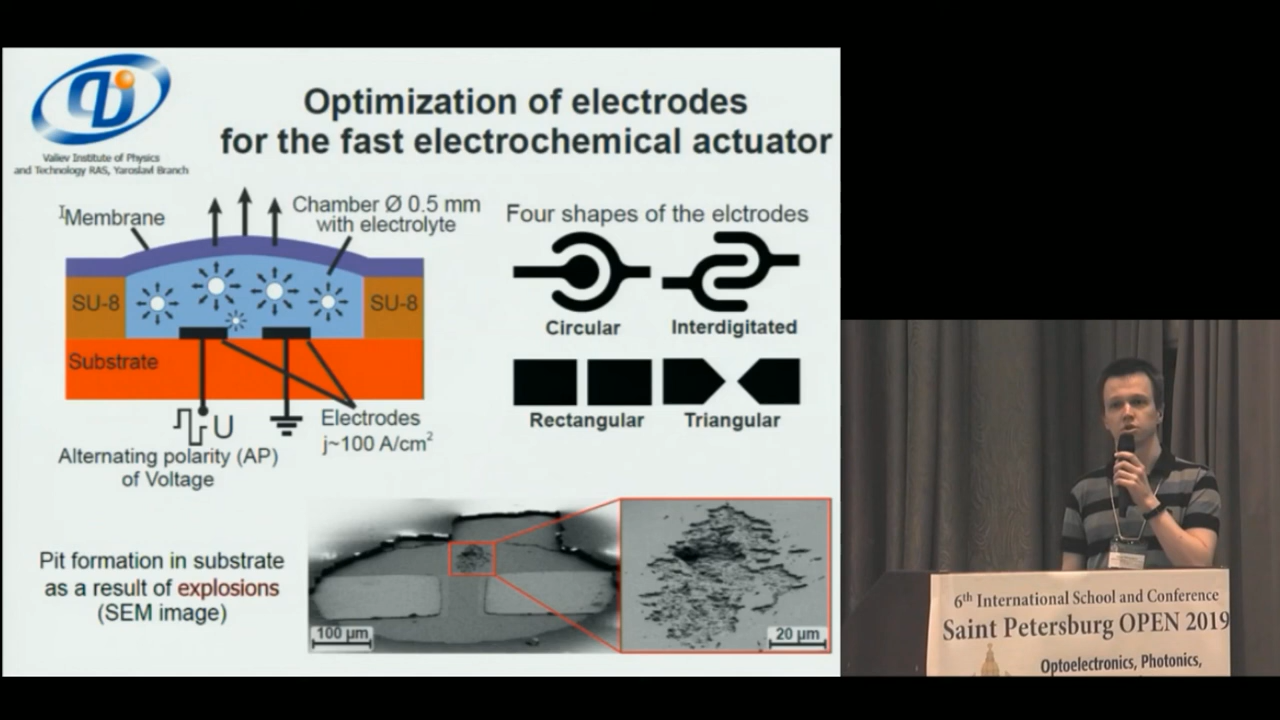 Optimization of electrodes
for the fast electrochemical actuator
Valiev Institute of Physics
and Technology RAS, Yaroslavl Branch
Membrane
Chamber Ø 0.5 mm
with electrolyte
SU-8
SU-8
Substrate
U
Alternating polarity (AP)
of Voltage
Electrodes
j~100 A/cm²
Four shapes of the elctrodes
Circular
Interdigitated
Rectangular
Triangular
Pit formation in substrate
as a result of explosions
(SEM image)
100 µm
20 µm
6th International School and Conference
Saint Petersburg OPEN 2019
Optoelectronics, Photonics,